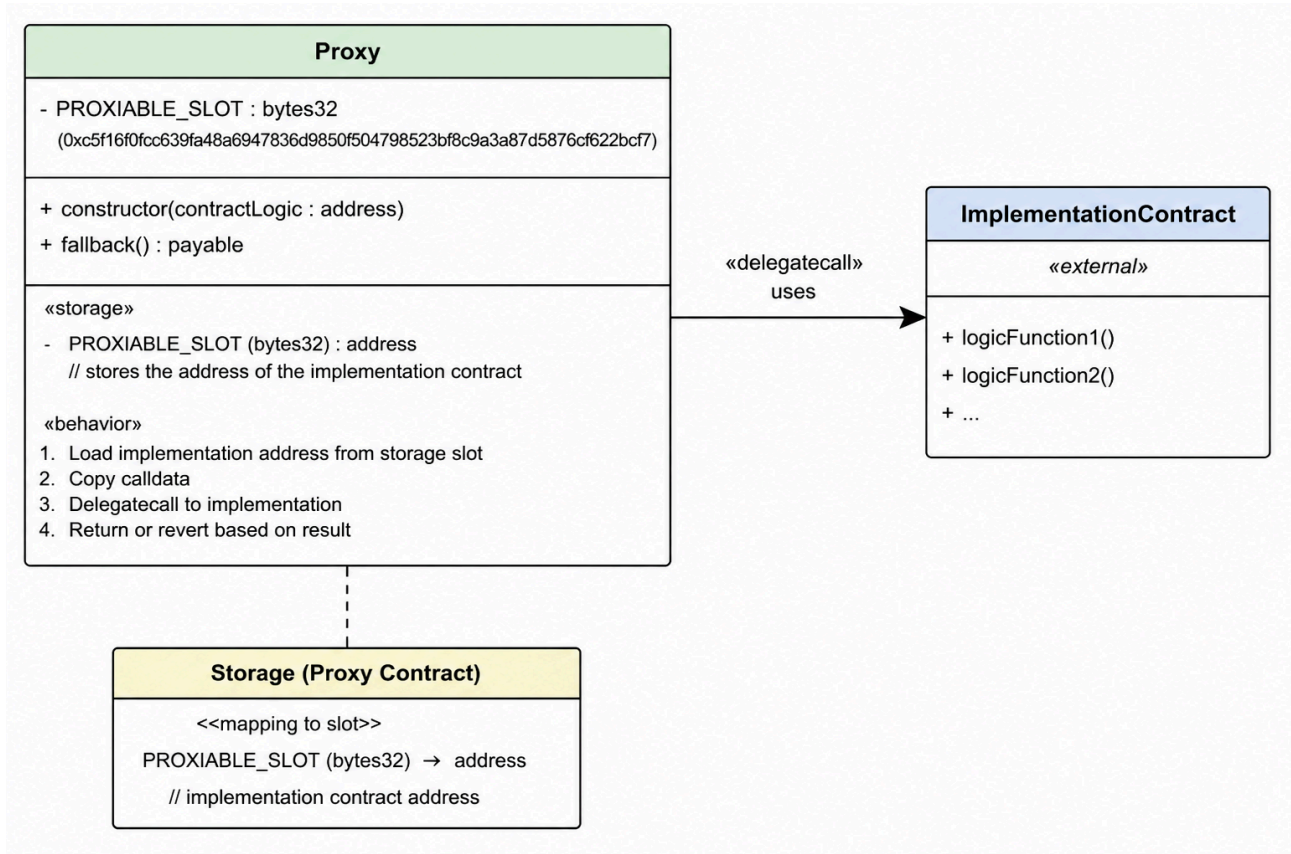 Proxy
- PROXIABLE_SLOT : bytes32
(0xc5f16f0fcc639fa48a6947836d9850f504798523bf8c9a3a87d5876cf622bcf7)
+ constructor(contractLogic : address)
+ fallback() : payable
«storage»
- PROXIABLE_SLOT (bytes32) : address
// stores the address of the implementation contract
«behavior»
1. Load implementation address from storage slot
2. Copy calldata
3. Delegatecall to implementation
4. Return or revert based on result
«delegatecall»
uses
ImplementationContract
«external»
+ logicFunction1()
+ logicFunction2()
+ ...
Storage (Proxy Contract)
<<mapping to slot>>
PROXIABLE_SLOT (bytes32) → address
// implementation contract address